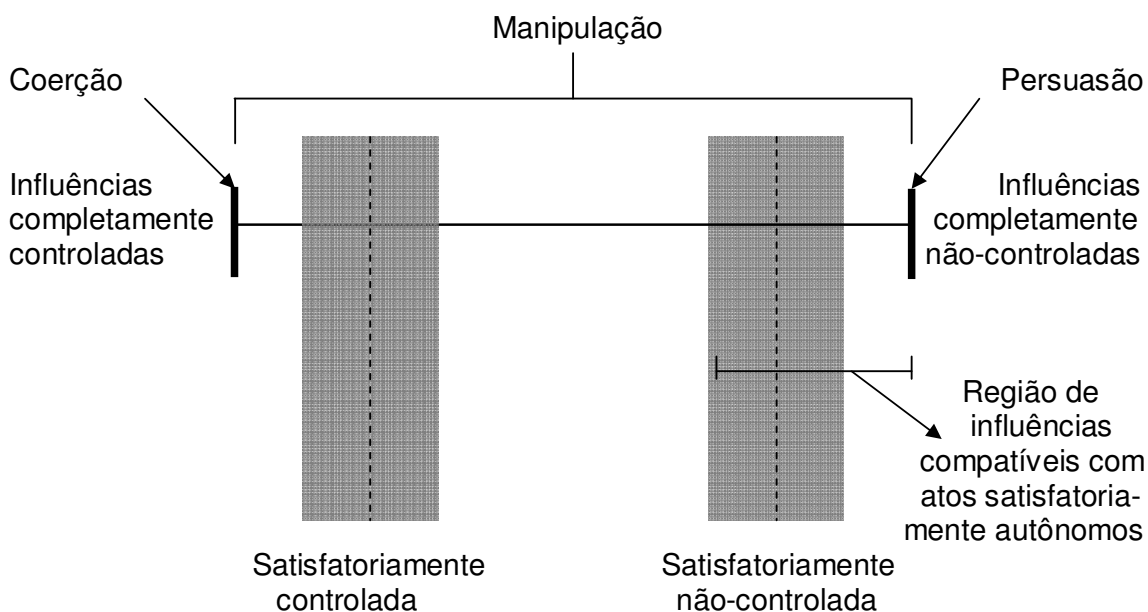 Manipulação
Coerção
Persuasão
Influências
completamente
controladas
Influências
completamente
não-controladas
Região de
influências
compatíveis com
atos satisfatoria-
mente autônomos
Satisfatoriamente
controlada
Satisfatoriamente
não-controlada